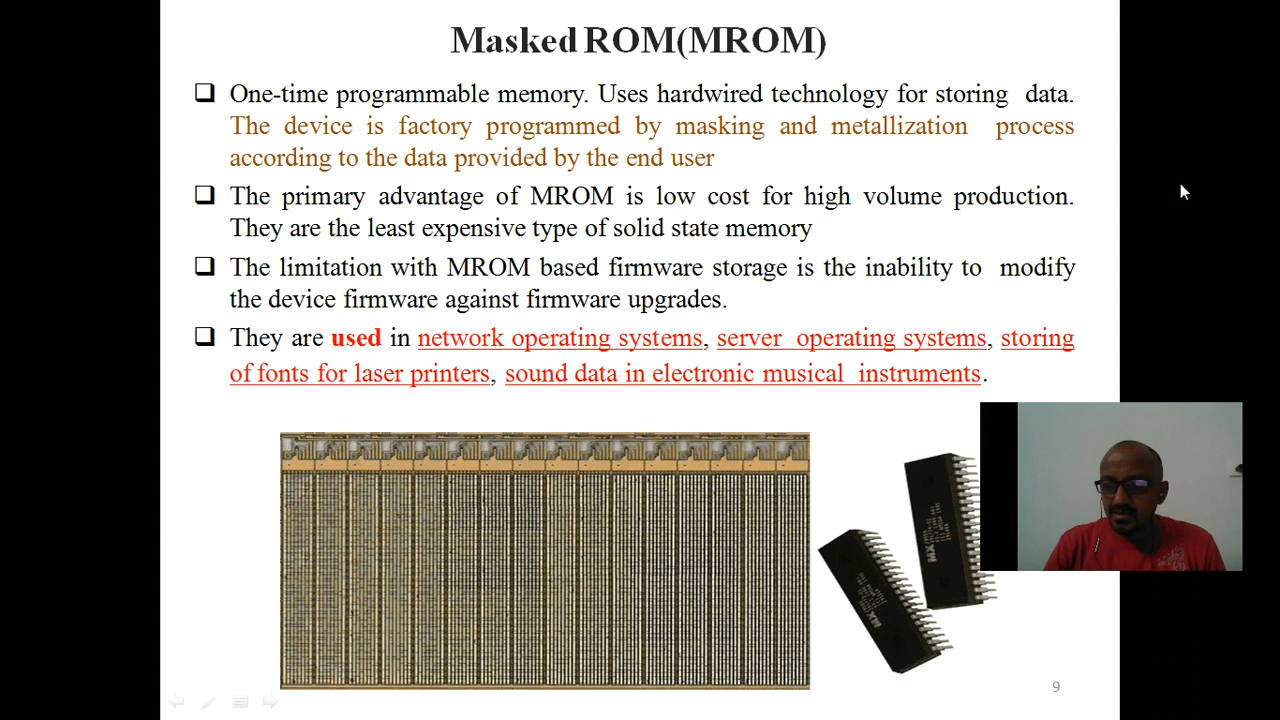 Masked ROM(MROM)
❑ One-time programmable memory. Uses hardwired technology for storing data.
The device is factory programmed by masking and metallization process
according to the data provided by the end user
❑ The primary advantage of MROM is low cost for high volume production.
They are the least expensive type of solid state memory
❑ The limitation with MROM based firmware storage is the inability to modify
the device firmware against firmware upgrades.
❑ They are used in network operating systems, server operating systems, storing
of fonts for laser printers, sound data in electronic musical instruments.
9